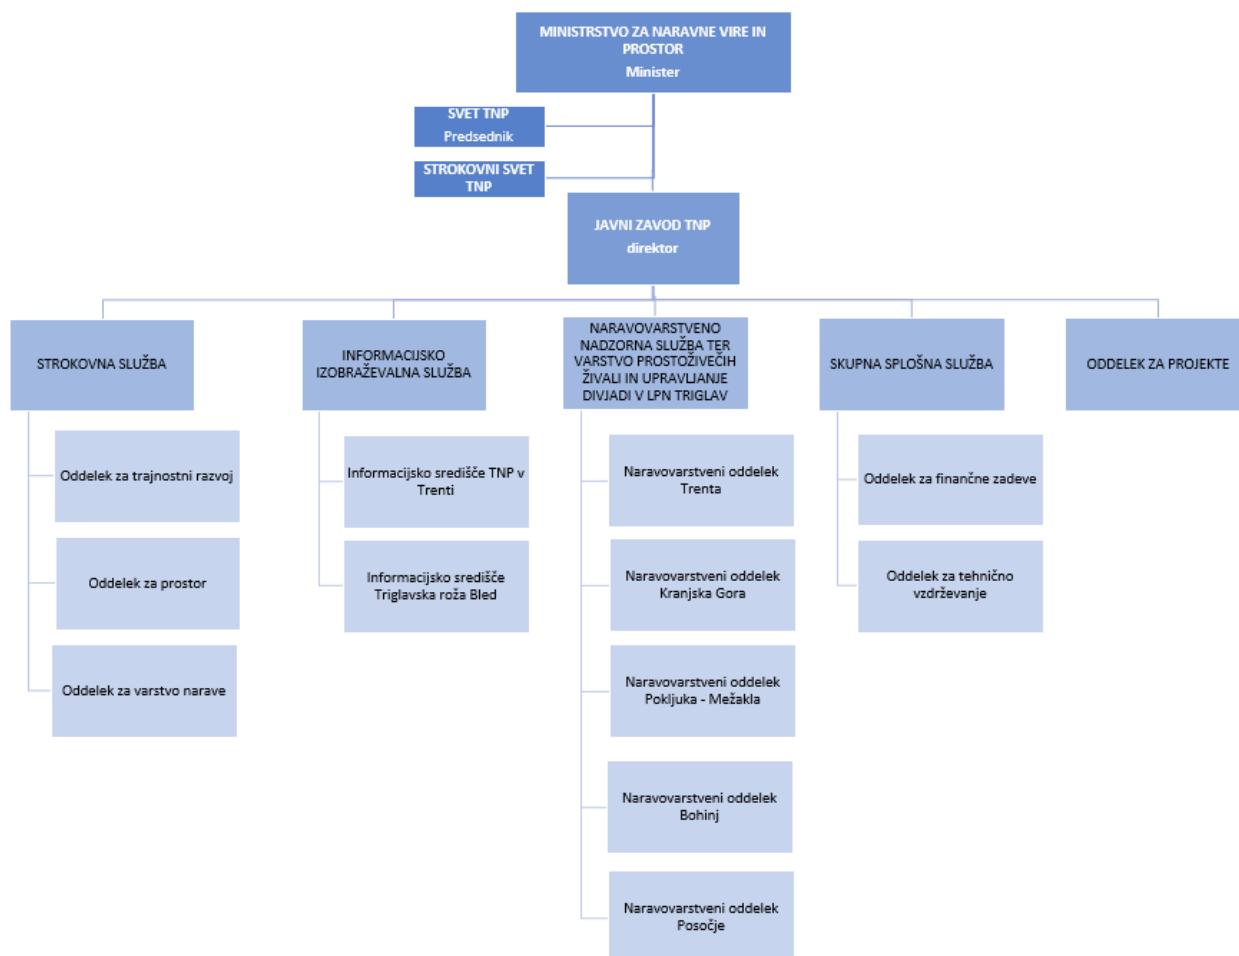 MINISTRSTVO ZA NARAVNE VIRE IN
PROSTOR
Minister
SVET TNP
Predsednik
STROKOVNI SVET
TNP
JAVNI ZAVOD TNP
direktor
STROKOVNA SLUŽBA
Oddelek za trajnostni razvoj
Oddelek za prostor
Oddelek za varstvo narave
INFORMACIJSKO
IZOBRAŽEVALNA SLUŽBA
Informacijsko središče TNP v
Trenti
Informacijsko središče
Triglavska roža Bled
NARAVOVARSTVENO
NADZORNA SLUŽBA TER
VARSTVO PROSTOŽIVEČIH
ŽIVALI IN UPRAVLJANJE
DIVJADI V LPN TRIGLAV
Naravovarstveni oddelek
Trenta
Naravovarstveni oddelek
Kranjska Gora
Naravovarstveni oddelek
Pokljuka - Mežakla
Naravovarstveni oddelek
Bohinj
Naravovarstveni oddelek
Posočje
SKUPNA SPLOŠNA SLUŽBA
Oddelek za finančne zadeve
Oddelek za tehnično
vzdrževanje
ODDELEK ZA PROJEKTE